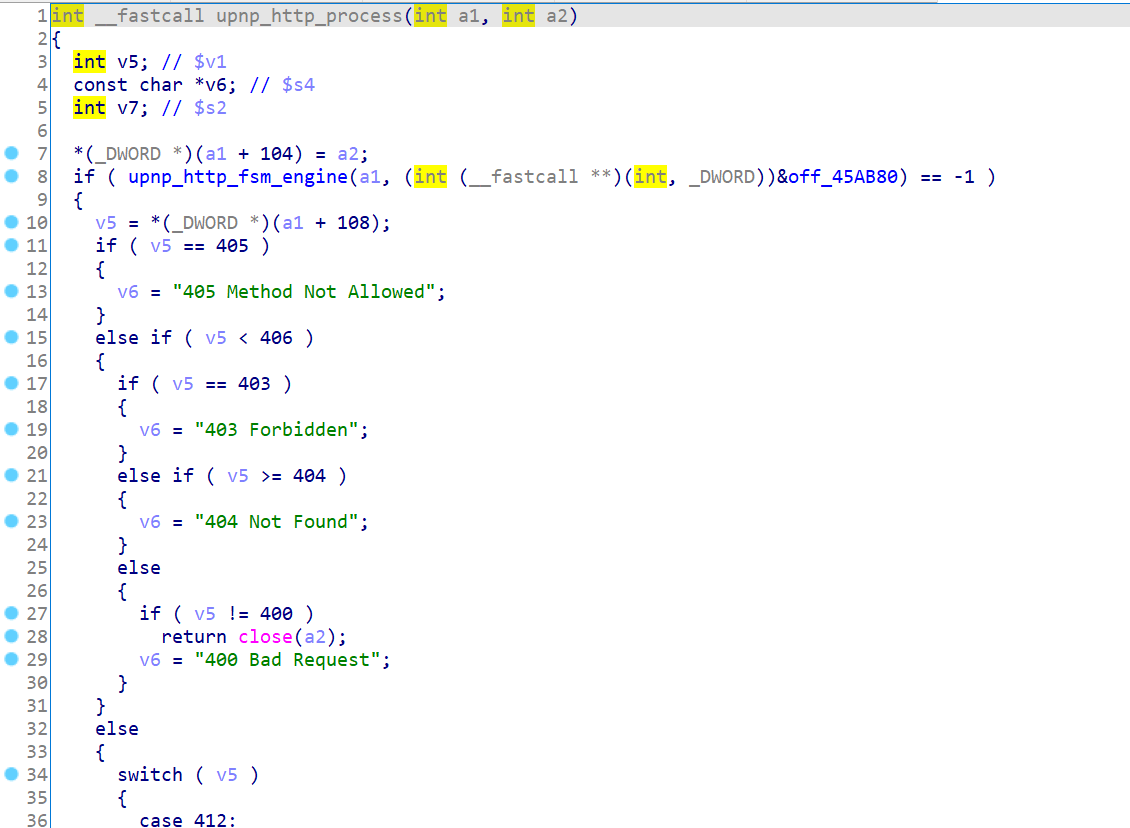 1 int __fastcall upnp_http_process(int a1, int a2)
2 {
3 int v5; // $v1
4 const char *v6; // $s4
5 int v7; // $s2
6
7 *(_DWORD *)(a1 + 104) = a2;
8 if ( upnp_http_fsm_engine(a1, (int (__fastcall **)(int, _DWORD))&off_45AB80) == -1 )
9 {
10 v5 = *(_DWORD *)(a1 + 108);
11 if ( v5 == 405 )
12 {
13 v6 = "405 Method Not Allowed";
14 }
15 else if ( v5 < 406 )
16 {
17 if ( v5 == 403 )
18 {
19 v6 = "403 Forbidden";
20 }
21 else if ( v5 >= 404 )
22 {
23 v6 = "404 Not Found";
24 }
25 else
26 {
27 if ( v5 != 400 )
28 return close(a2);
29 v6 = "400 Bad Request";
30 }
31 }
32 else
33 {
34 switch ( v5 )
35 {
36 case 412: